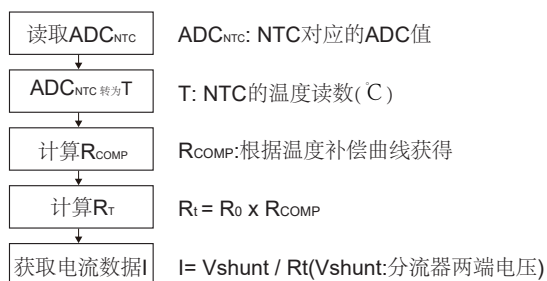 读取ADCNTC ADCNTC: NTC对应的ADC值
ADCNTC 转为T T: NTC的温度读数(℃)
计算RCOMP RCOMP:根据温度补偿曲线获得
计算RT Rt = R0 x RCOMP
获取电流数据I I= Vshunt / Rt(Vshunt:分流器两端电压)